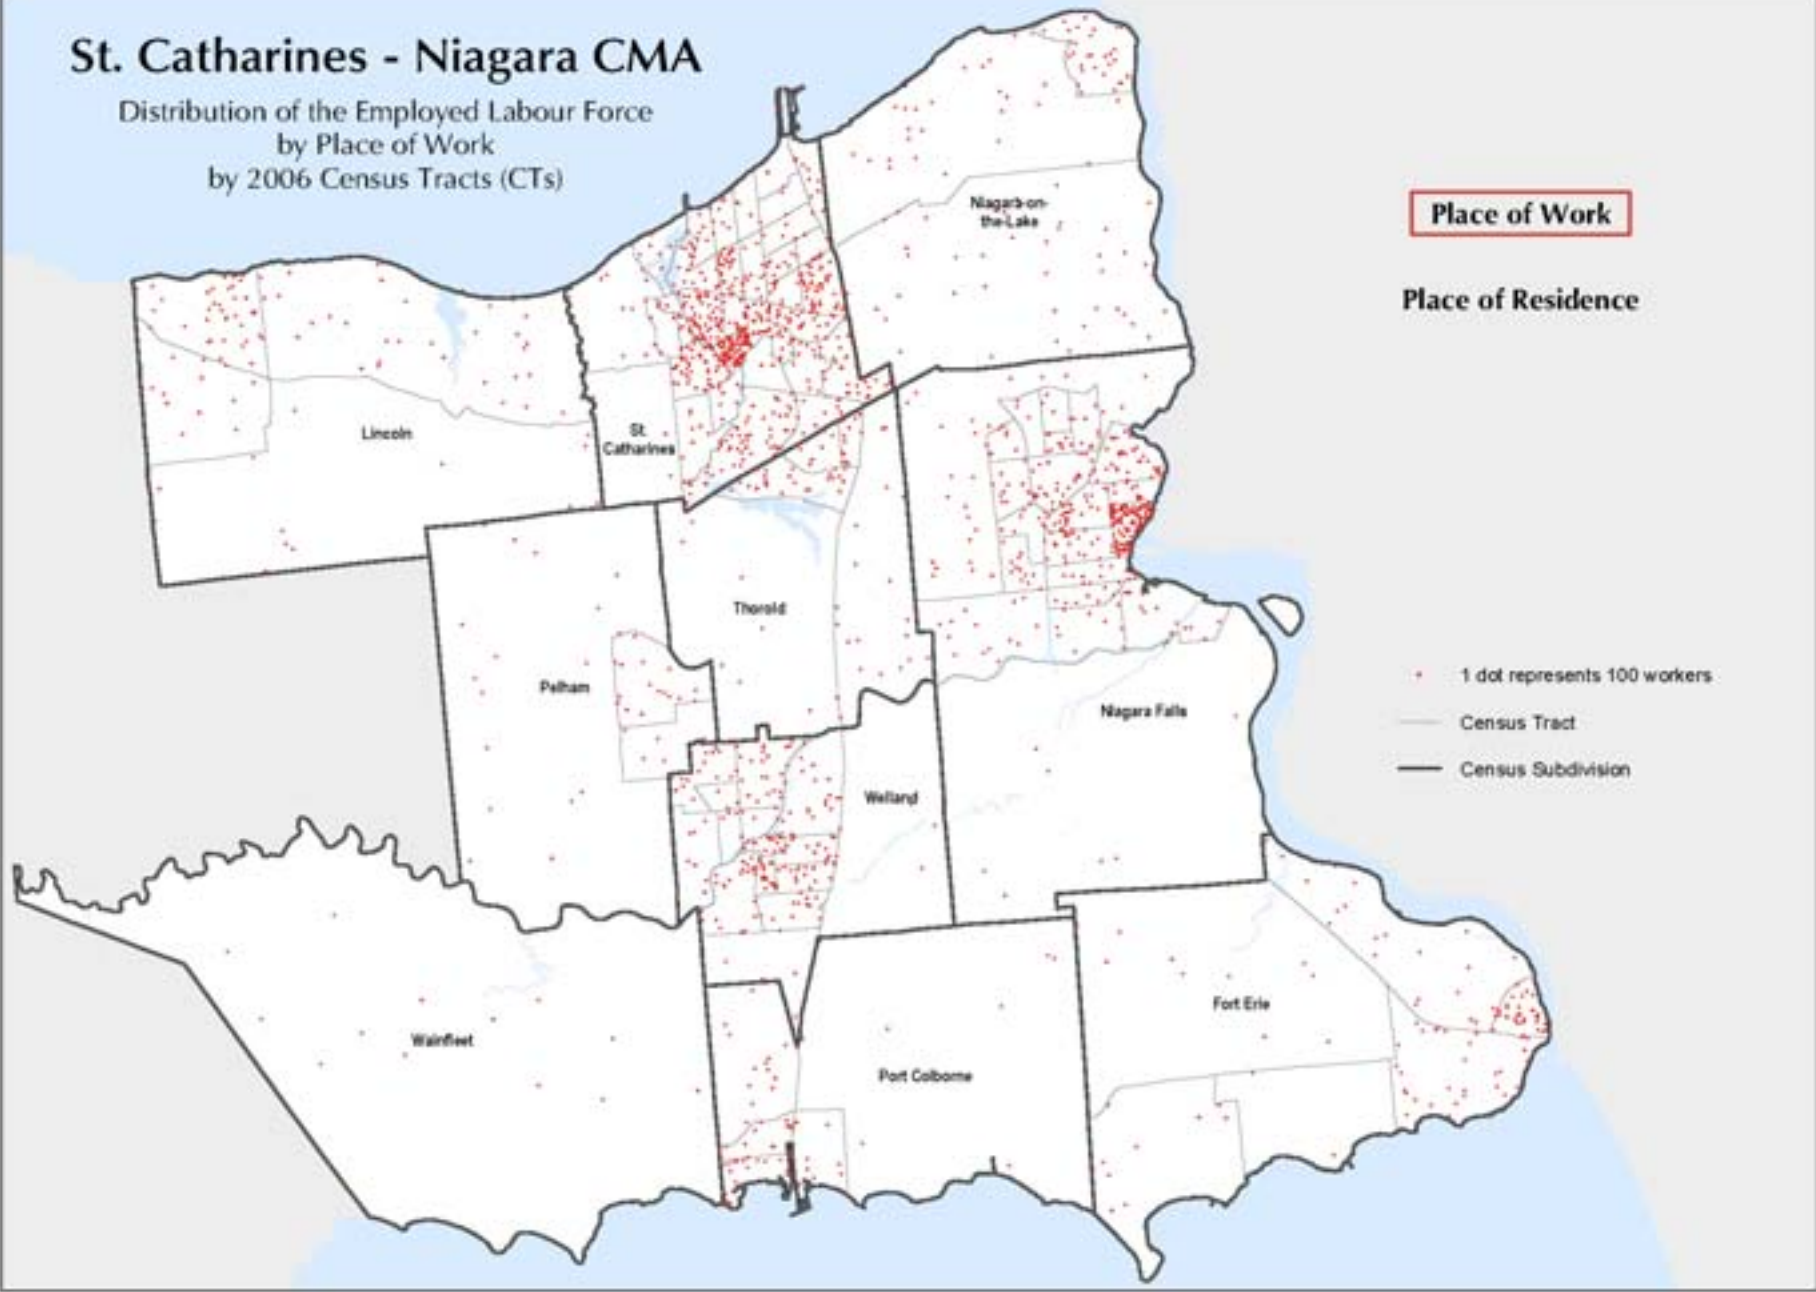 St. Catharines - Niagara CMA
Distribution of the Employed Labour Force
by Place of Work
by 2006 Census Tracts (CTs)
Place of Work
Niagara-on-
the-Lake
Place of Residence
Lincoln
St.
Catharines
Thorold
Pelham
Niagara Falls
1 dot represents 100 workers
Census Tract
Census Subdivision
Welland
Fort Erie
Wainfleet
Port Colborne